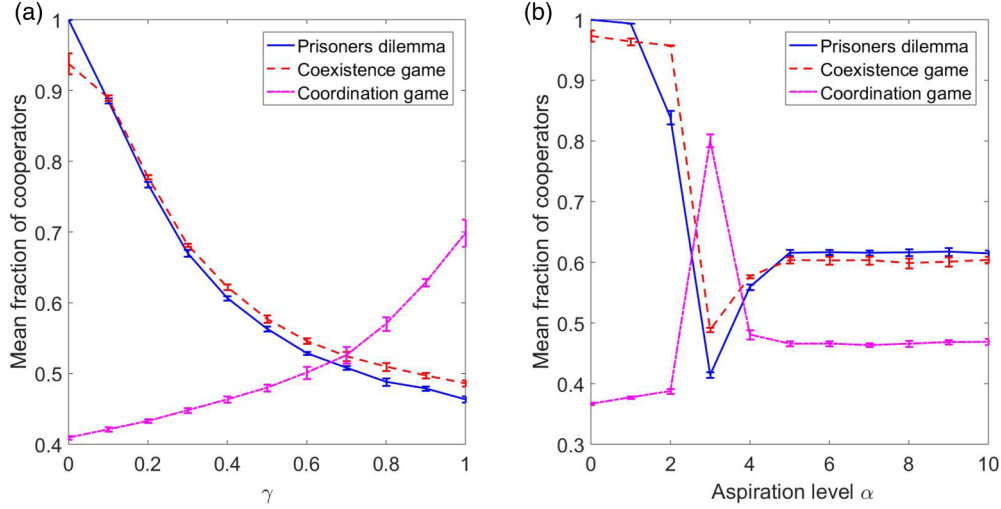 (a)
Mean fraction of cooperators
1
0.9
0.8
0.7
0.6
0.5
0.4
0 0.2 0.4 0.6 0.8 1
γ
Prisoners dilemma
Coexistence game
Coordination game
(b)
Mean fraction of cooperators
1
0.9
0.8
0.7
0.6
0.5
0.4
0.3
0 2 4 6 8 10
Aspiration level α
Prisoners dilemma
Coexistence game
Coordination game